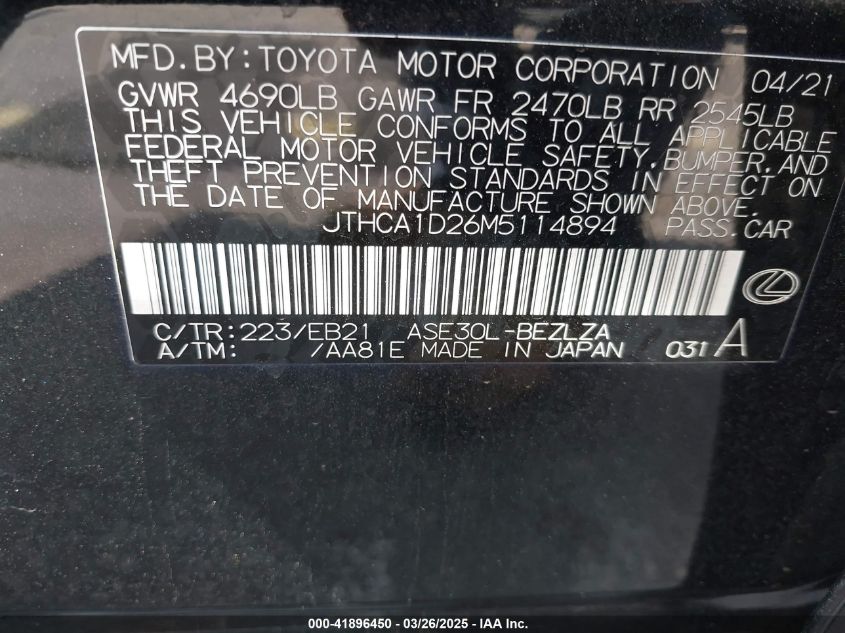 MFD. BY: TOYOTA MOTOR CORPORATION 04/21
GVWR 4690LB GAWR FR 2470LB RR 2545LB
THIS VEHICLE CONFORMS TO ALL APPLICABLE
FEDERAL MOTOR VEHICLE SAFETY, BUMPER, AND
THEFT PREVENTION STANDARDS IN EFFECT ON
THE DATE OF MANUFACTURE SHOWN ABOVE.
JTHCA1D26M5114894 PASS. CAR
C/TR: 223/EB21 ASE30L-BEZLZA
A/TM: /AA81E MADE IN JAPAN 031 A
000-41896450 - 03/26/2025 - IAA Inc.